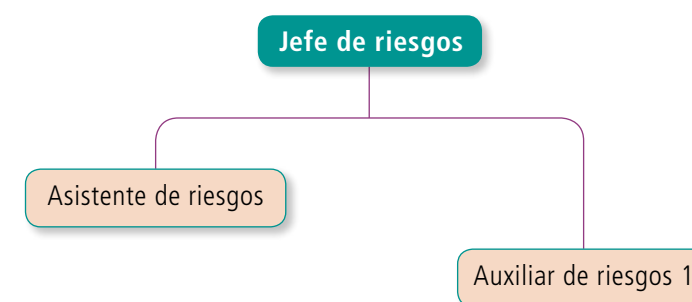 Jefe de riesgos
Asistente de riesgos
Auxiliar de riesgos 1